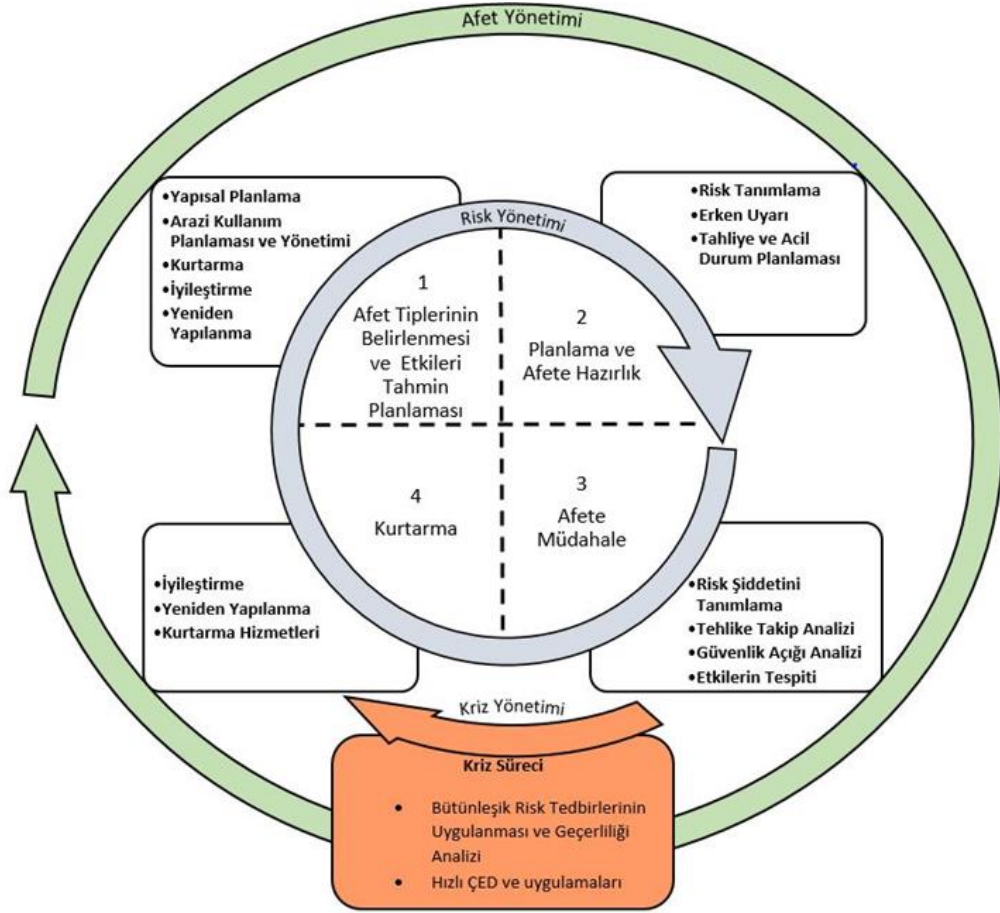 Afet Yönetimi
•Yapısal Planlama
•Arazi Kullanım
Planlaması ve Yönetimi
•Kurtarma
•İyileştirme
•Yeniden
Yapılanma
Risk Yönetimi
•Risk Tanımlama
•Erken Uyarı
•Tahliye ve Acil
Durum Planlaması
1
Afet Tiplerinin
Belirlenmesi
ve Etkileri
Tahmin
Planlaması
2
Planlama ve
Afete Hazırlık
3
Afete
Müdahale
4
Kurtarma
•İyileştirme
•Yeniden Yapılanma
•Kurtarma Hizmetleri
•Risk Şiddetini
Tanımlama
•Tehlike Takip Analizi
•Güvenlik Açığı Analizi
•Etkilerin Tespiti
Kriz Yönetimi
Kriz Süreci
• Bütünleşik Risk Tedbirlerinin
Uygulanması ve Geçerliliği
Analizi
• Hızlı ÇED ve uygulamaları